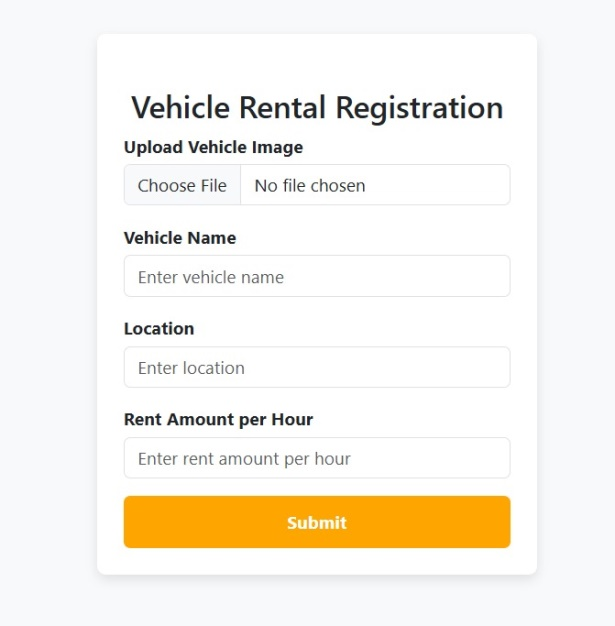 Vehicle Rental Registration
Upload Vehicle Image
Choose File No file chosen
Vehicle Name
Enter vehicle name
Location
Enter location
Rent Amount per Hour
Enter rent amount per hour
Submit